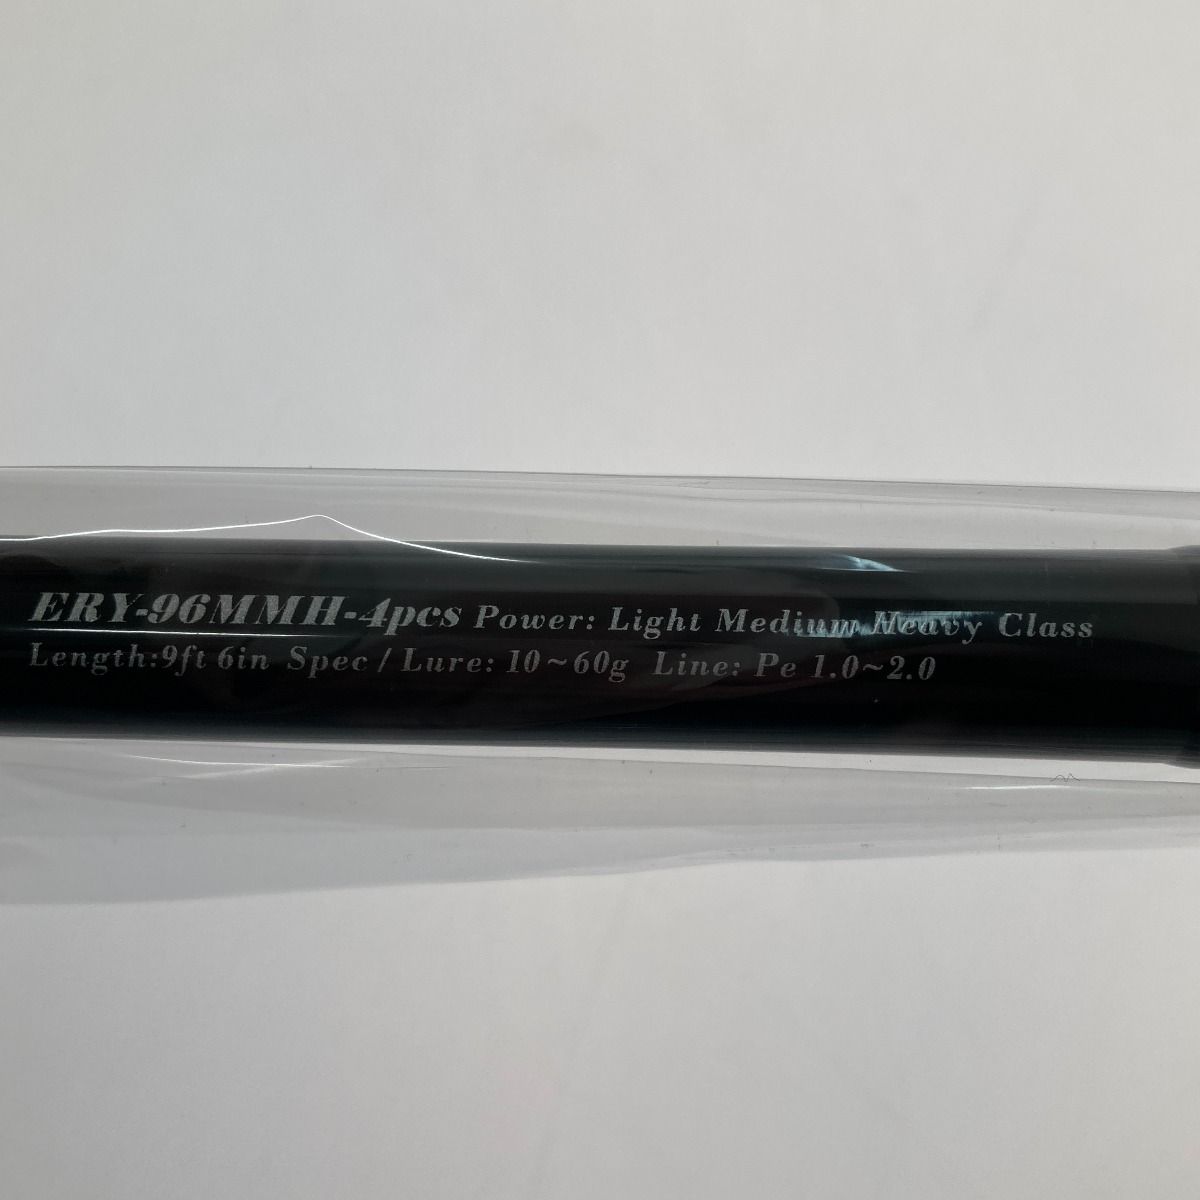 ERY-96MMH-4pcs Power: Light Medium Heavy Class
Length:9ft 6in Spec / Lure: 10~60g Line: Pe 1.0~2.0